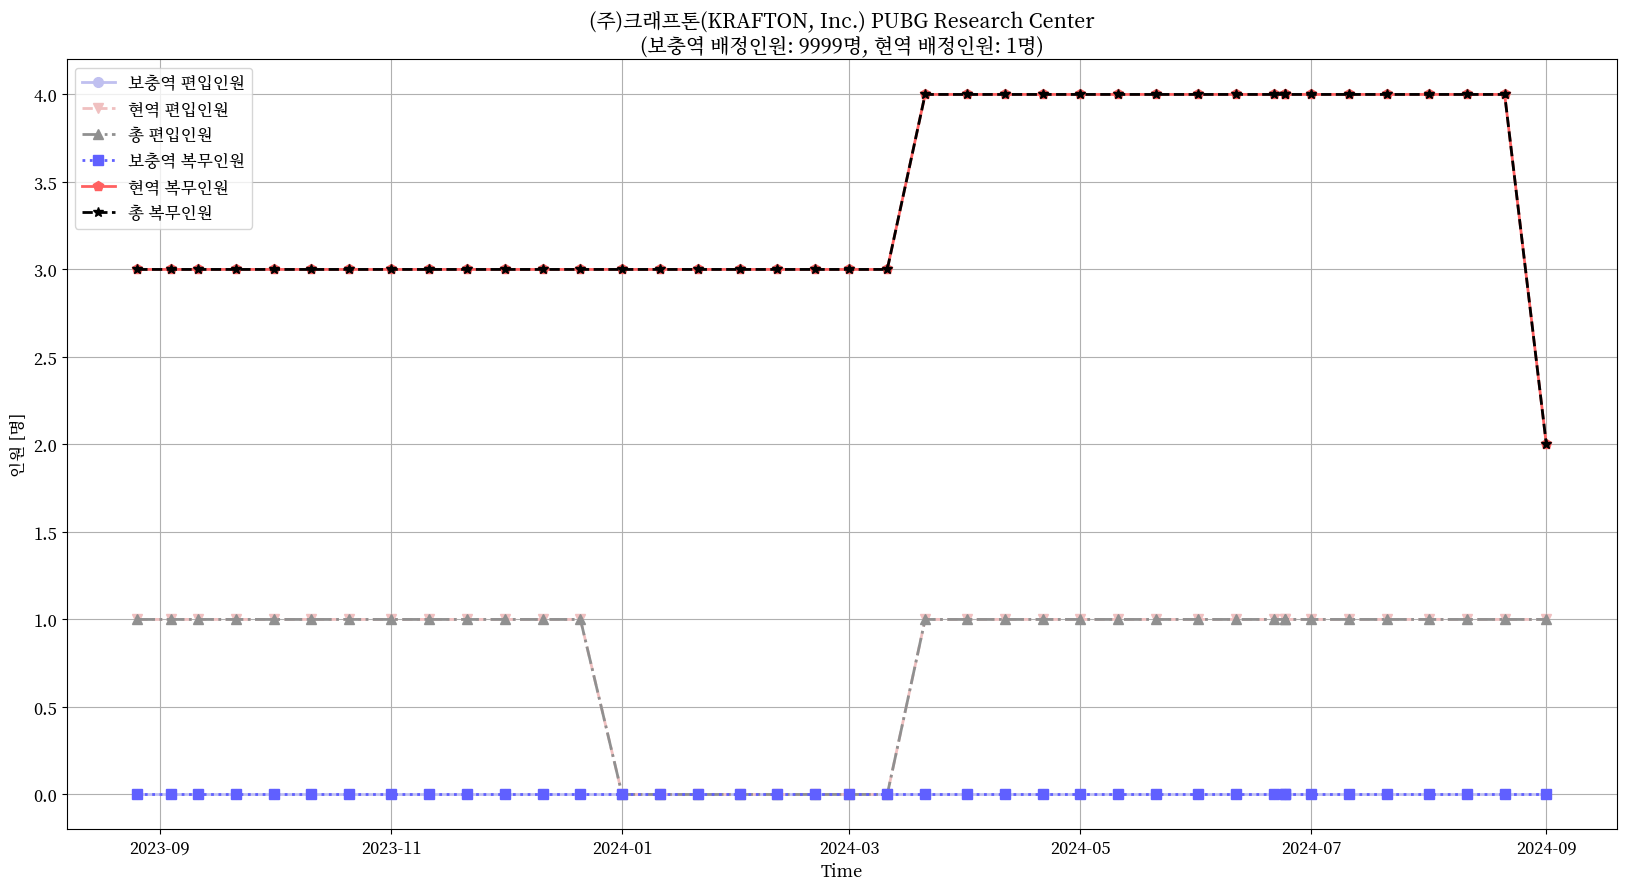 (주)크래프톤(KRAFTON, Inc.) PUBG Research Center
(보충역 배정인원: 9999명, 현역 배정인원: 1명)
보충역 편입인원
현역 편입인원
총 편입인원
보충역 복무인원
현역 복무인원
총 복무인원
4.0
3.5
3.0
2.5
2.0
1.5
1.0
0.5
0.0
인원 [명]
2023-09
2023-11
2024-01
2024-03
2024-05
2024-07
2024-09
Time